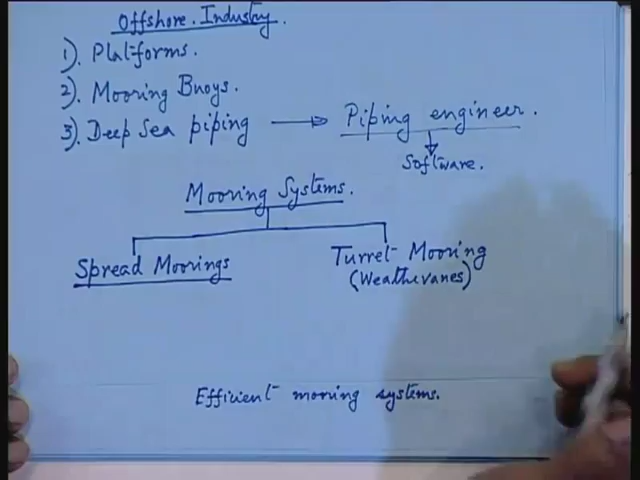 Offshore. Industry.
1). Platforms.
2). Mooring Buoys.
3). Deep Sea piping → Piping engineer.
Software.
Mooring Systems.
Spread Moorings Turret Mooring
(Weathervanes)
Efficient moring systems.